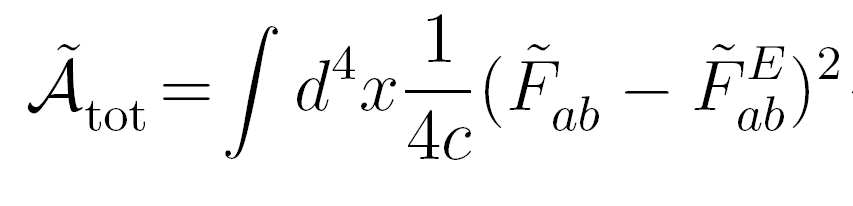 $\tilde{\mathcal{A}}_{\text{tot}} = \int d^4x \frac{1}{4c} (\tilde{F}_{ab} - \tilde{F}^E_{ab})^2$